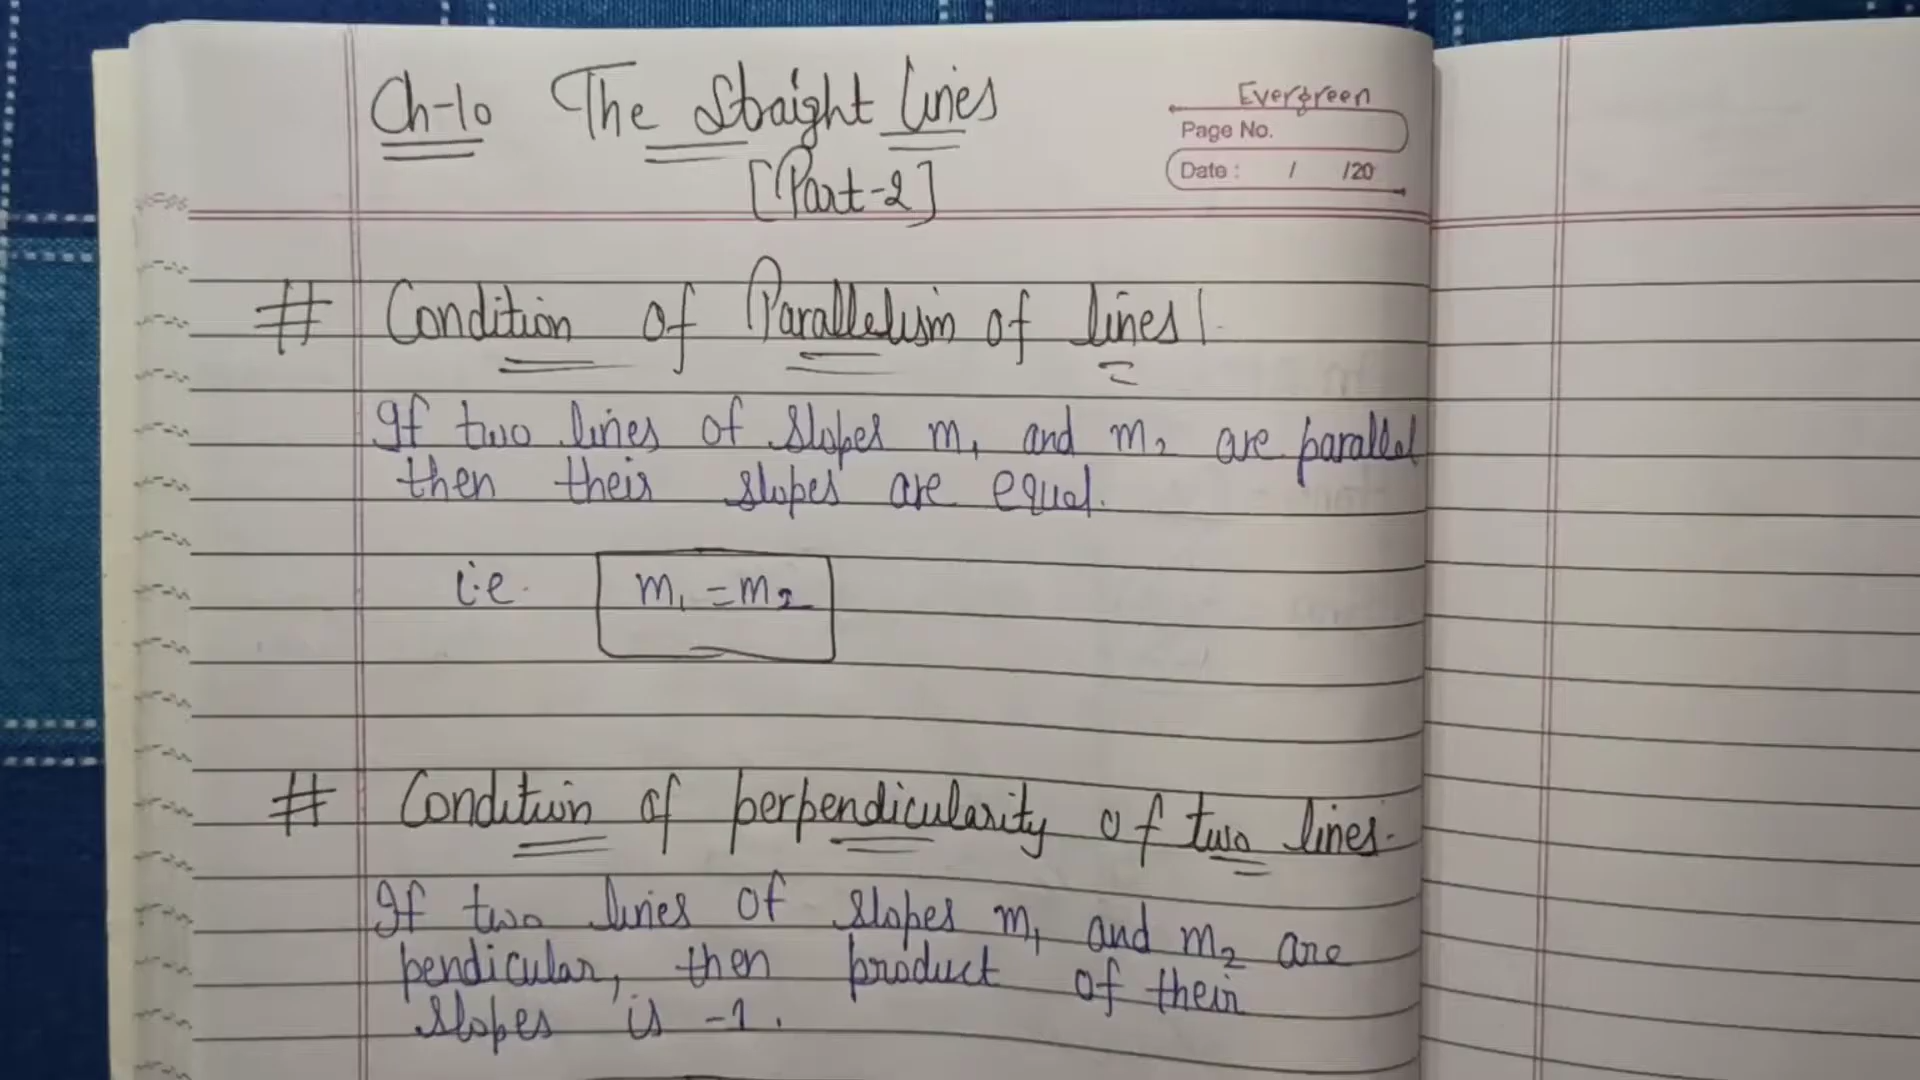 Ch-10 The Straight Lines
[Part-2]
Evergreen
Page No.
Date : / /20
# Condition of Parallelism of lines!
If two lines of slopes m₁ and m₂ are parallel
then their slopes are equal.
i.e. m₁ = m₂
# Condition of perpendicularity of two lines.
If two lines of slopes m₁ and m₂ are
pendicular, then product of their
slopes is -1.